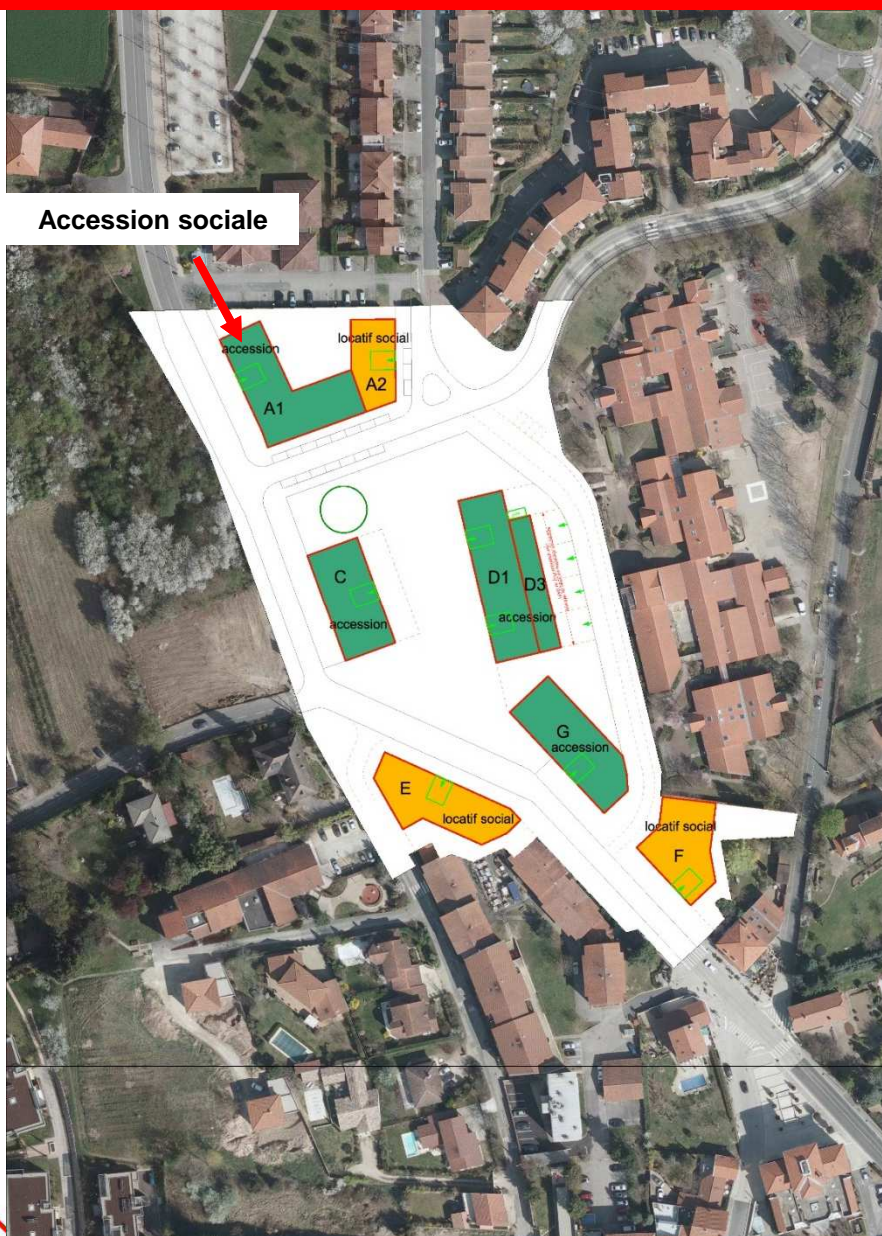 Accession sociale
accession
A1
locatif social
A2
C
accession
D1
D3
accession
G
accession
E
locatif social
locatif social
F